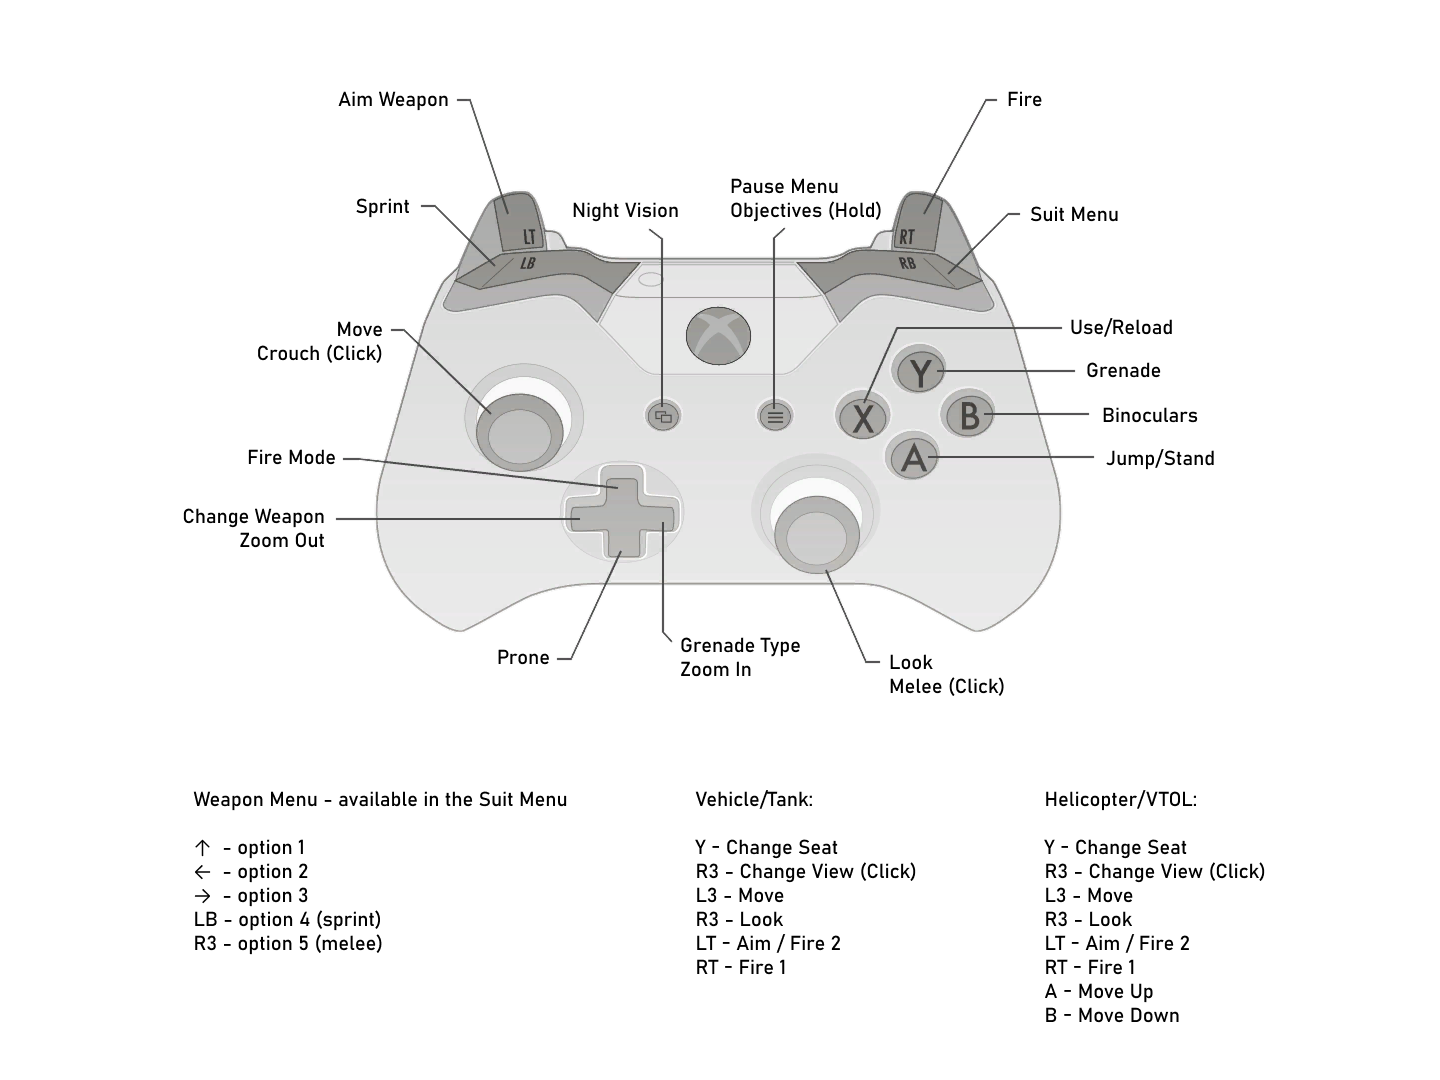 Aim Weapon
Fire
Sprint
Night Vision
Pause Menu
Objectives (Hold)
Suit Menu
LT
LB
RT
RB
Move
Crouch (Click)
Use/Reload
Y
Grenade
X
B
Binoculars
A
Jump/Stand
Fire Mode
Change Weapon
Zoom Out
Prone
Grenade Type
Zoom In
Look
Melee (Click)
Weapon Menu - available in the Suit Menu
↑ - option 1
← - option 2
→ - option 3
LB - option 4 (sprint)
R3 - option 5 (melee)
Vehicle/Tank:
Y - Change Seat
R3 - Change View (Click)
L3 - Move
R3 - Look
LT - Aim / Fire 2
RT - Fire 1
Helicopter/VTOL:
Y - Change Seat
R3 - Change View (Click)
L3 - Move
R3 - Look
LT - Aim / Fire 2
RT - Fire 1
A - Move Up
B - Move Down